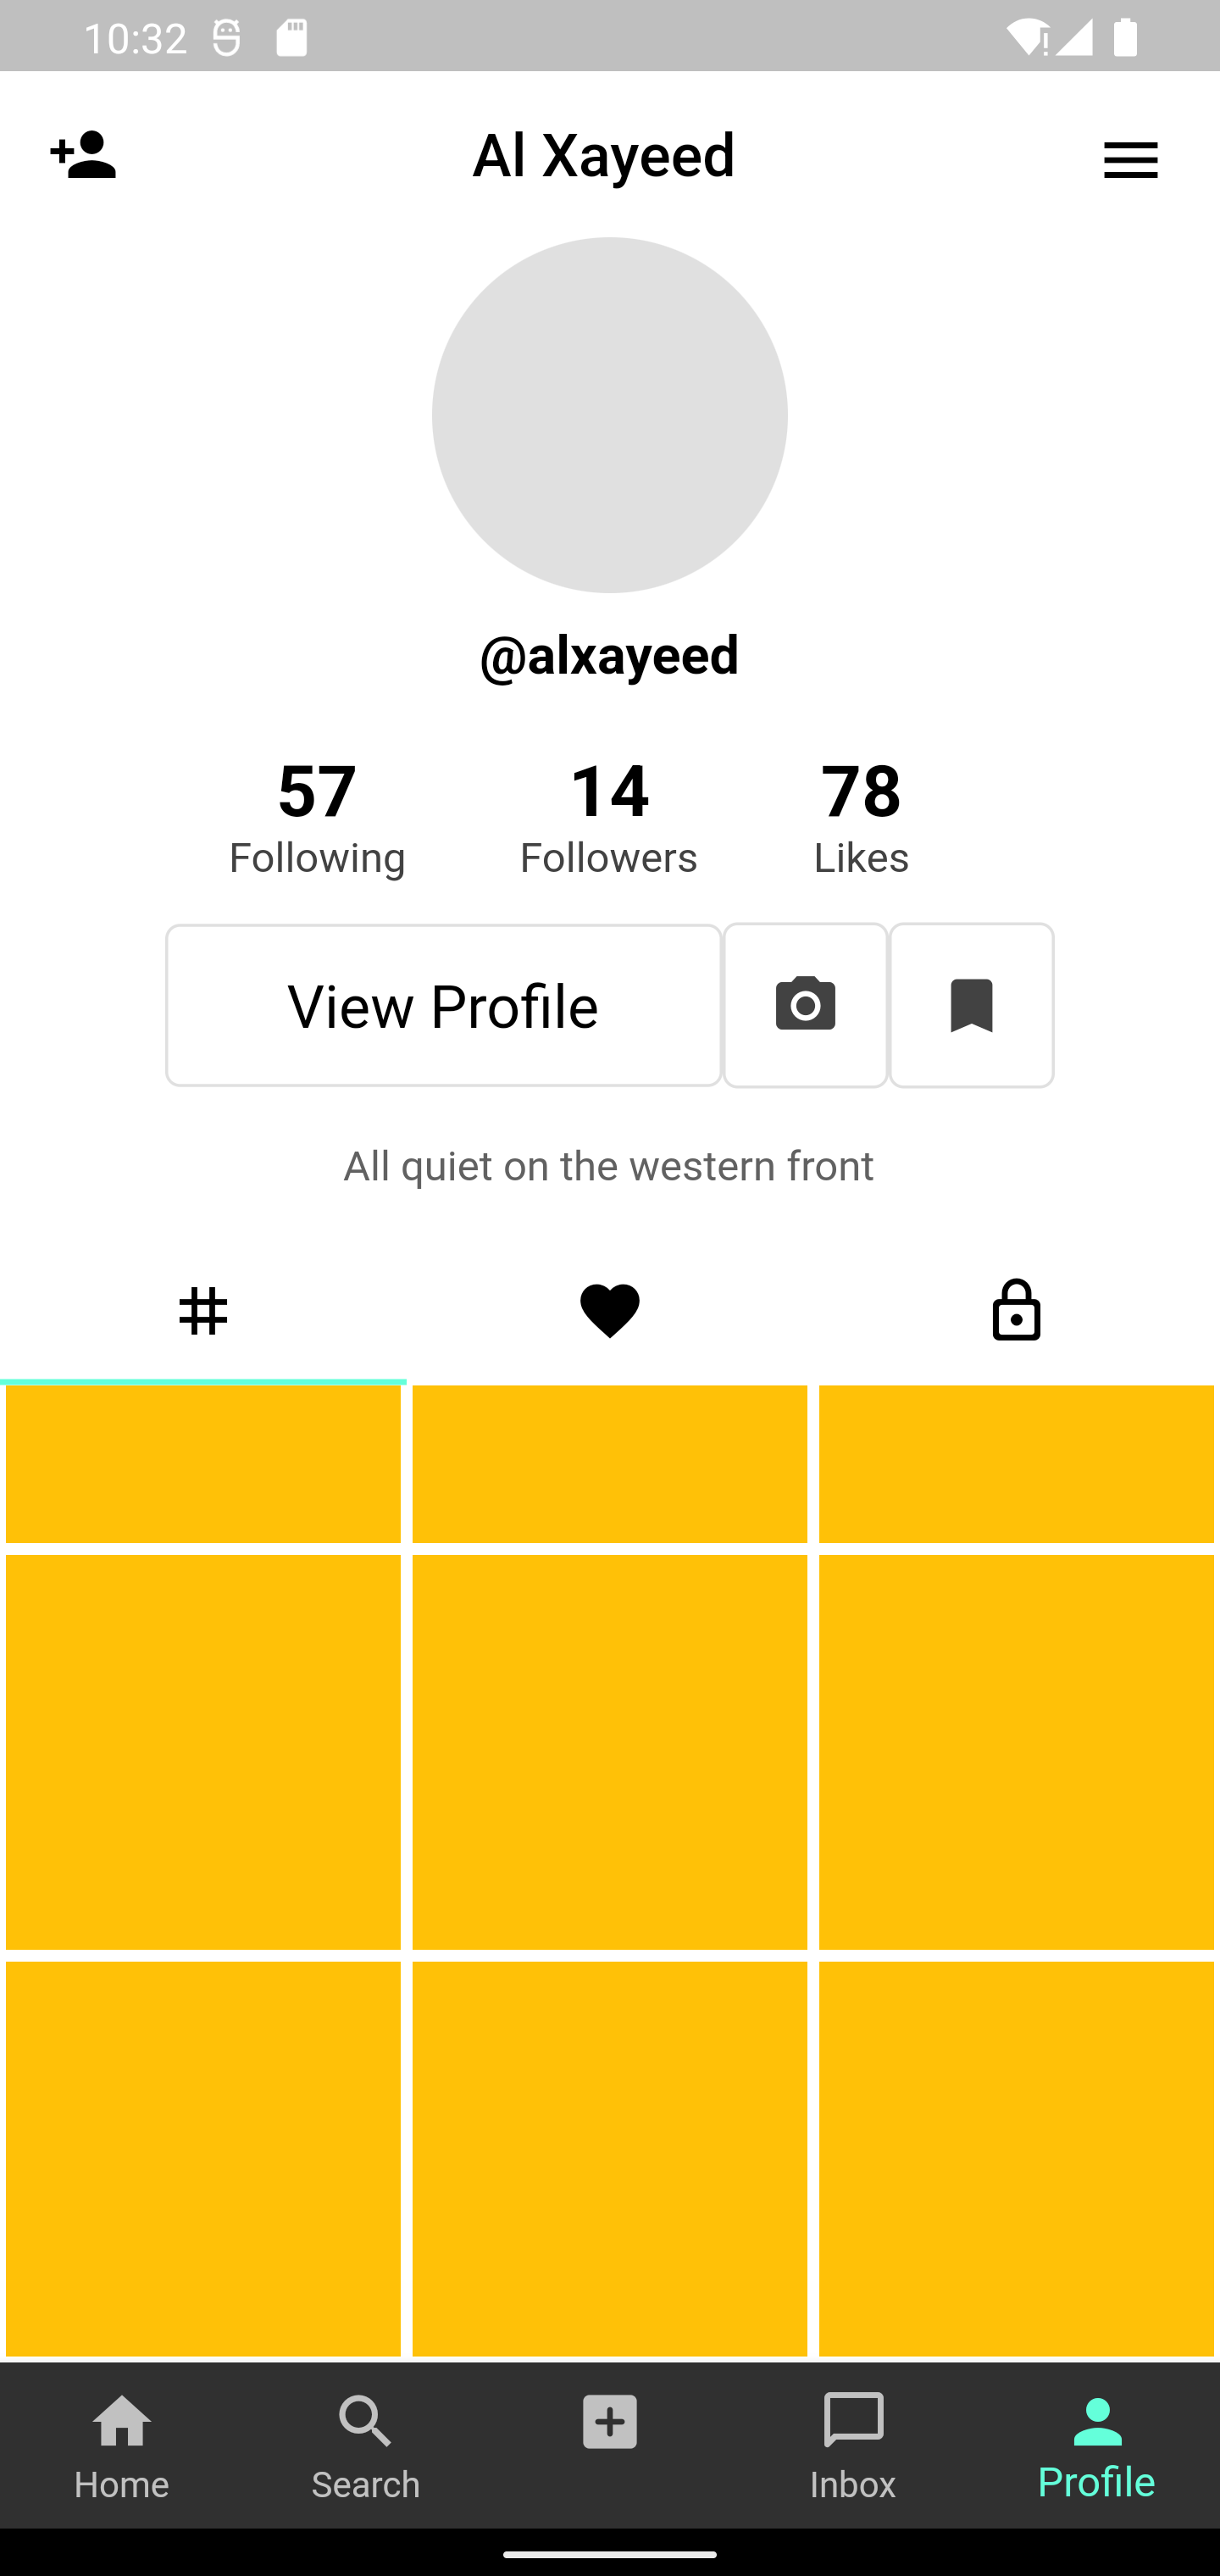 10:32
Al Xayeed
@alxayeed
57 14 78
Following Followers Likes
View Profile
All quiet on the western front
Home Search Inbox Profile